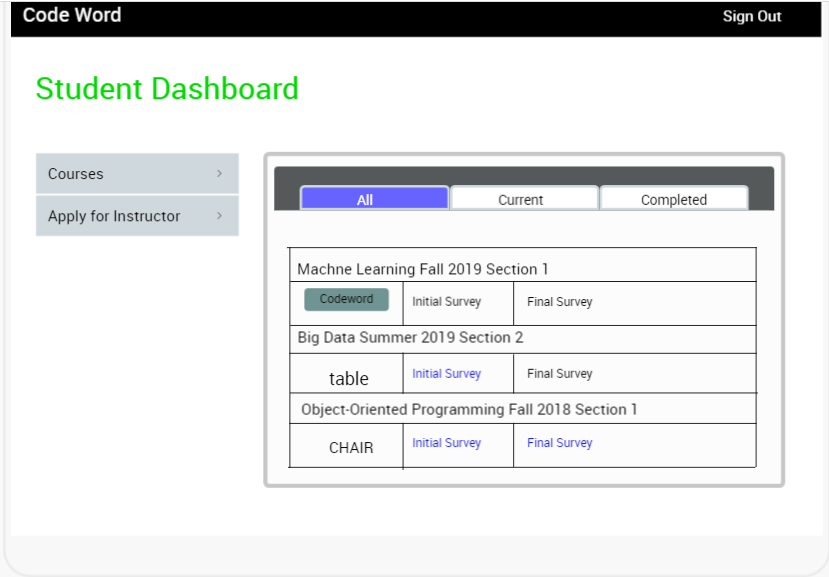 Code Word Sign Out
Student Dashboard
Courses
Apply for Instructor
All Current Completed
Machne Learning Fall 2019 Section 1
Codeword Initial Survey Final Survey
Big Data Summer 2019 Section 2
table Initial Survey Final Survey
Object-Oriented Programming Fall 2018 Section 1
CHAIR Initial Survey Final Survey